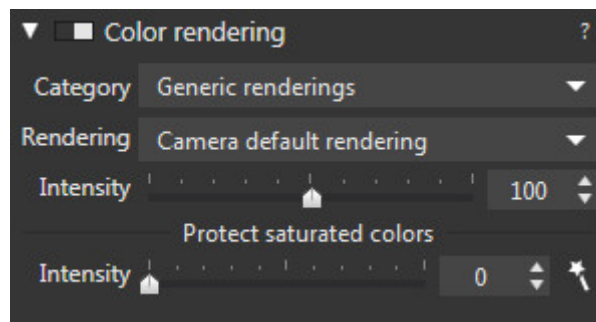 Color rendering ?
Category Generic renderings
Rendering Camera default rendering
Intensity 100
Protect saturated colors
Intensity 0